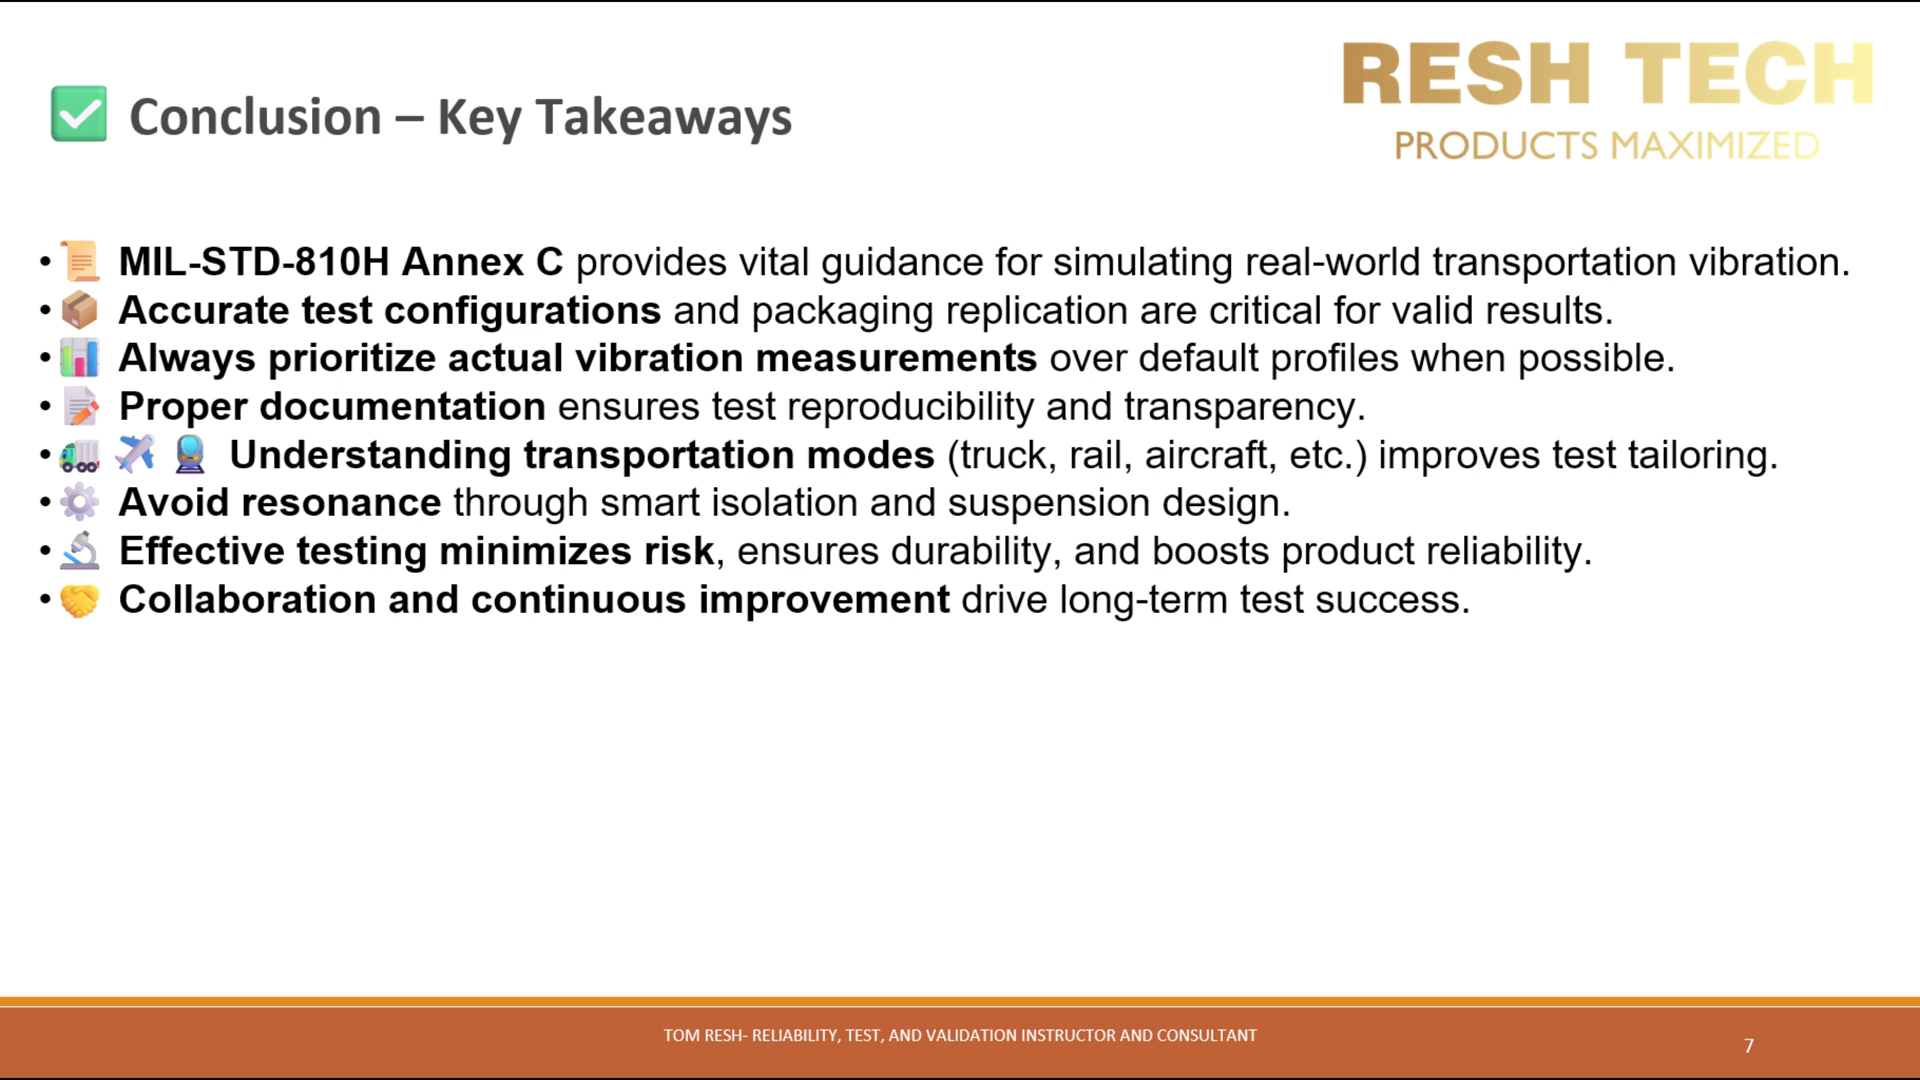 RESH TECH
PRODUCTS MAXIMIZED
✅ Conclusion – Key Takeaways
• 📜 MIL-STD-810H Annex C provides vital guidance for simulating real-world transportation vibration.
• 📦 Accurate test configurations and packaging replication are critical for valid results.
• 📊 Always prioritize actual vibration measurements over default profiles when possible.
• 📝 Proper documentation ensures test reproducibility and transparency.
• 🚛 ✈️ 🚆 Understanding transportation modes (truck, rail, aircraft, etc.) improves test tailoring.
• ⚙️ Avoid resonance through smart isolation and suspension design.
• 🔬 Effective testing minimizes risk, ensures durability, and boosts product reliability.
• 🤝 Collaboration and continuous improvement drive long-term test success.
TOM RESH- RELIABILITY, TEST, AND VALIDATION INSTRUCTOR AND CONSULTANT
7